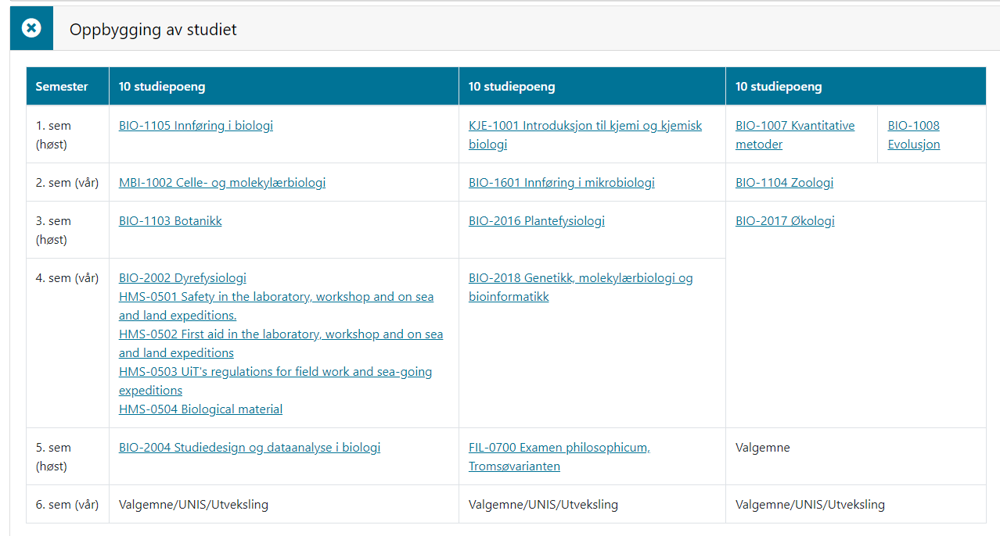 Oppbygging av studiet
Semester
10 studiepoeng
10 studiepoeng
10 studiepoeng
1. sem
(høst)
BIO-1105 Innføring i biologi
KJE-1001 Introduksjon til kjemi og kjemisk
biologi
BIO-1007 Kvantitative
metoder
BIO-1008
Evolusjon
2. sem (vår)
MBI-1002 Celle- og molekylærbiologi
BIO-1601 Innføring i mikrobiologi
BIO-1104 Zoologi
3. sem
(høst)
BIO-1103 Botanikk
BIO-2016 Plantefysiologi
BIO-2017 Økologi
4. sem (vår)
BIO-2002 Dyrefysiologi
HMS-0501 Safety in the laboratory, workshop and on sea
and land expeditions.
HMS-0502 First aid in the laboratory, workshop and on sea
and land expeditions
HMS-0503 UiT's regulations for field work and sea-going
expeditions
HMS-0504 Biological material
BIO-2018 Genetikk, molekylærbiologi og
bioinformatikk
5. sem
(høst)
BIO-2004 Studiedesign og dataanalyse i biologi
FIL-0700 Examen philosophicum,
Tromsøvarianten
Valgemne
6. sem (vår)
Valgemne/UNIS/Utveksling
Valgemne/UNIS/Utveksling
Valgemne/UNIS/Utveksling